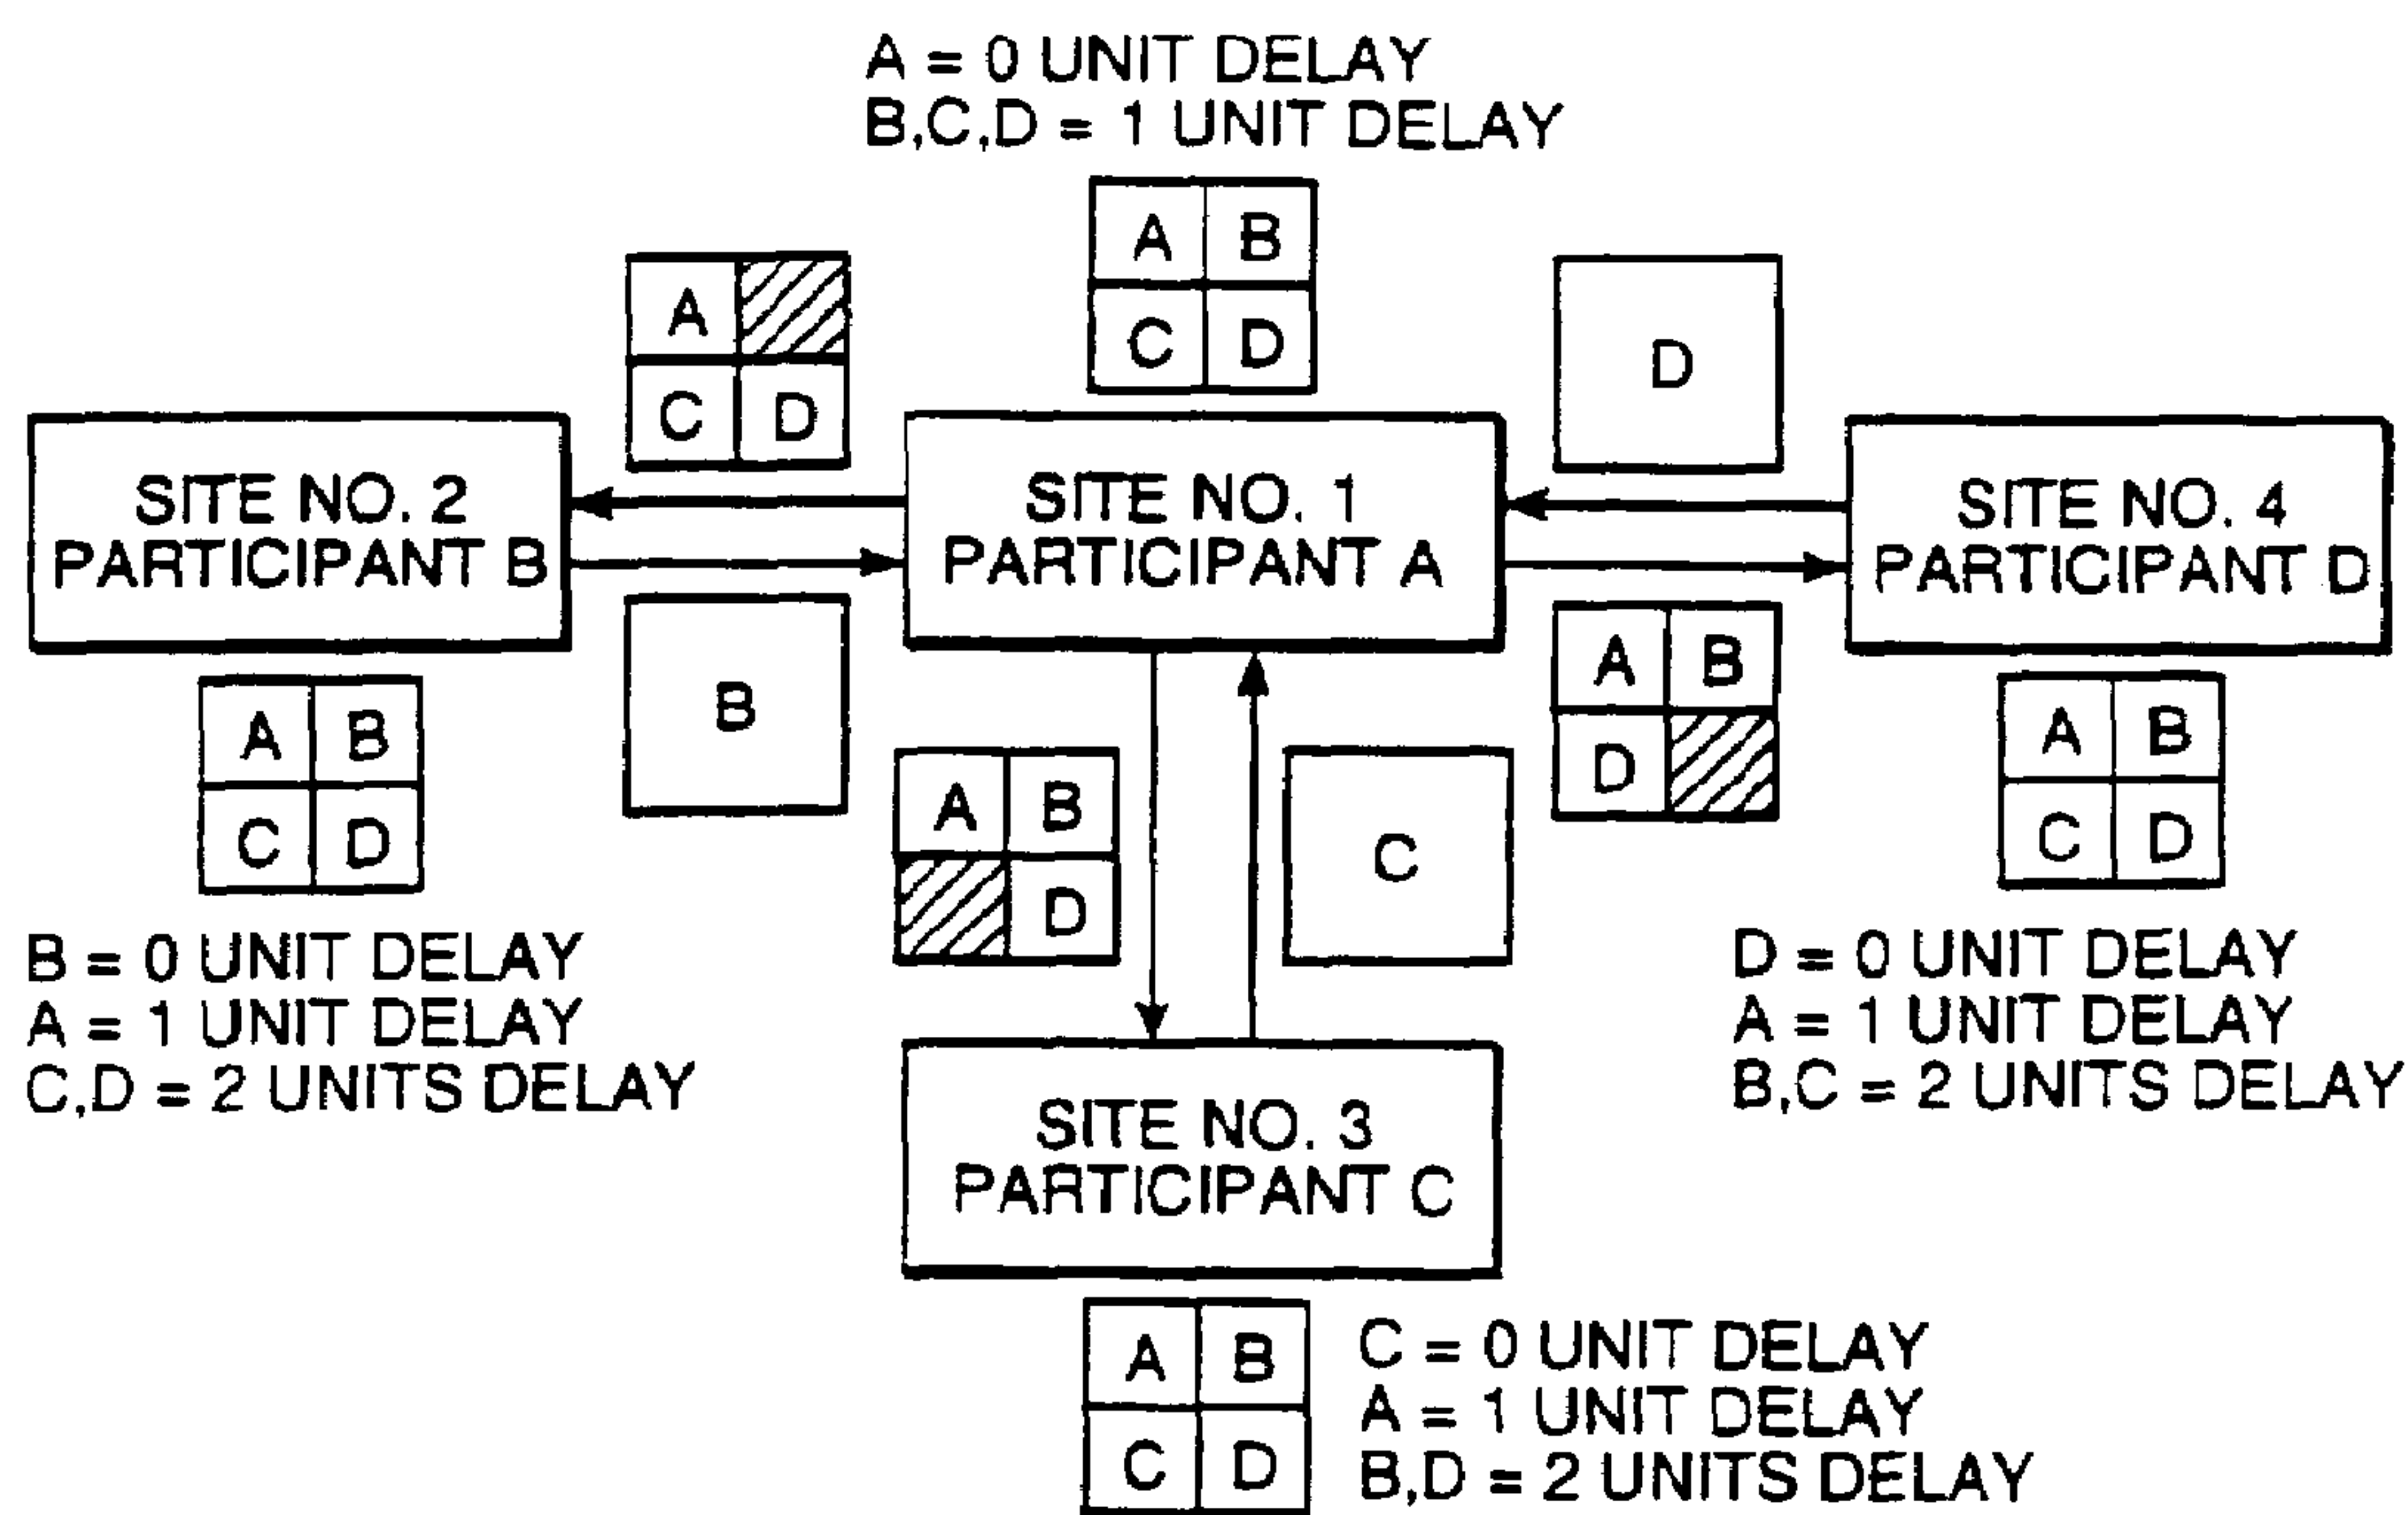 A = 0 UNIT DELAY
B,C,D = 1 UNIT DELAY
A B
C D
A
C D
D
SITE NO. 2
PARTICIPANT B
SITE NO. 1
PARTICIPANT A
SITE NO. 4
PARTICIPANT D
A B
C D
B
A B
D
C
A B
D
A B
C D
B = 0 UNIT DELAY
A = 1 UNIT DELAY
C,D = 2 UNITS DELAY
D = 0 UNIT DELAY
A = 1 UNIT DELAY
B,C = 2 UNITS DELAY
SITE NO. 3
PARTICIPANT C
A B
C D
C = 0 UNIT DELAY
A = 1 UNIT DELAY
B,D = 2 UNITS DELAY